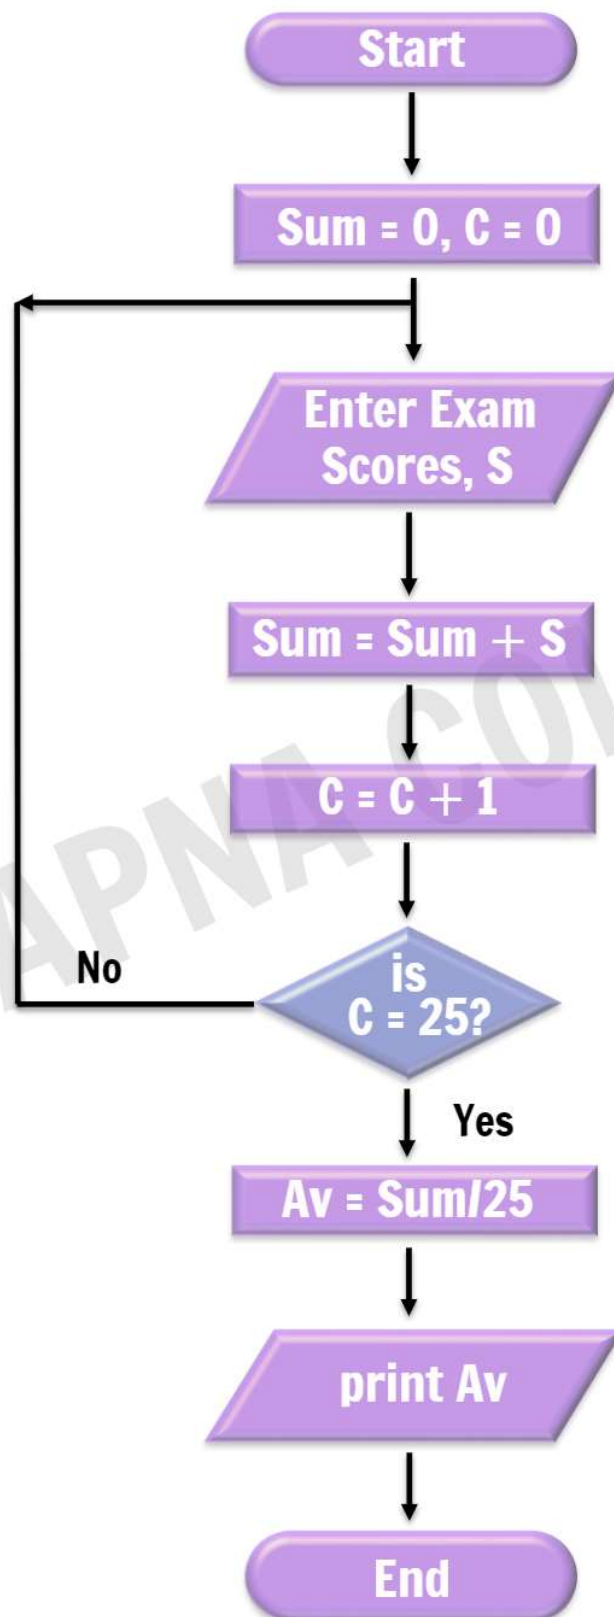 Start
Sum = 0, C = 0
Enter Exam
Scores, S
Sum = Sum + S
C = C + 1
is
C = 25?
No
Yes
Av = Sum/25
print Av
End
APNA